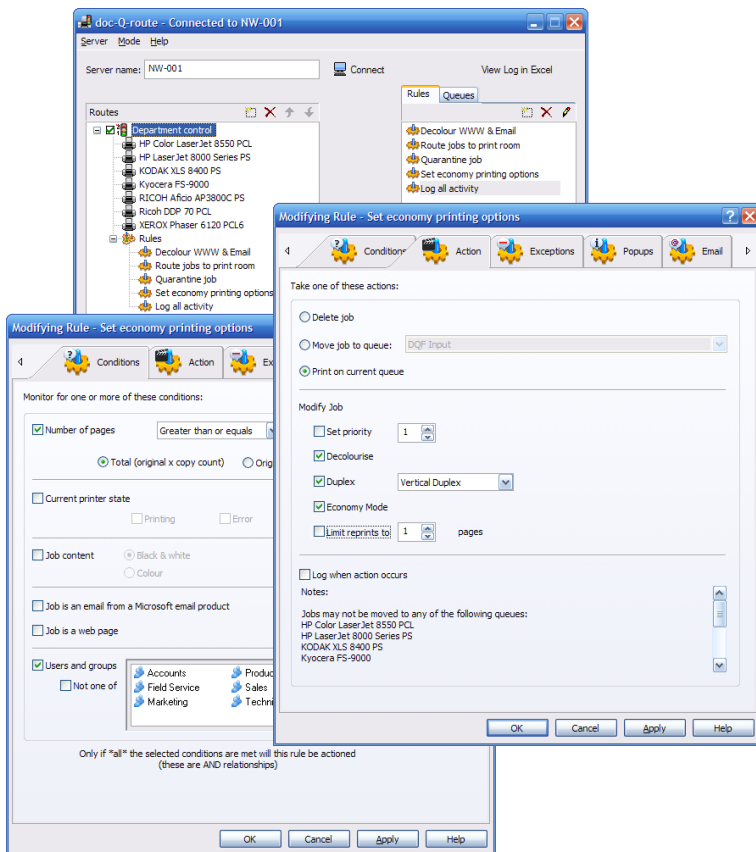 doc-Q-route - Connected to NW-001
Server Mode Help
Server name: NW-001 Connect View Log in Excel
Rules Queues
Routes
Department control
HP Color LaserJet 8550 PCL
HP LaserJet 8000 Series PS
KODAK XLS 8400 PS
Kyocera FS-9000
RICOH Aficio AP3800C PS
Ricoh DDP 70 PCL
XEROX Phaser 6120 PCL6
Rules
Decolour WWW & Email
Route jobs to print room
Quarantine job
Set economy printing options
Log all activity
Decolour WWW & Email
Route jobs to print room
Quarantine job
Set economy printing options
Log all activity
Modifying Rule - Set economy printing options
Conditions Action Exceptions Popups Email
Take one of these actions:
Delete job
Move job to queue: DQF Input
Print on current queue
Modify Job
Set priority 1
Decolourise
Duplex Vertical Duplex
Economy Mode
Limit reprints to 1 pages
Log when action occurs
Notes:
Jobs may not be moved to any of the following queues:
HP Color LaserJet 8550 PCL
HP LaserJet 8000 Series PS
KODAK XLS 8400 PS
Kyocera FS-9000
OK Cancel Apply Help
Modifying Rule - Set economy printing options
Conditions Action Ex
Monitor for one or more of these conditions:
Number of pages Greater than or equals
Total (original x copy count) Orig
Current printer state
Printing Error
Job content Black & white
Colour
Job is an email from a Microsoft email product
Job is a web page
Users and groups
Not one of
Accounts Produc
Field Service Sales
Marketing Techni
Only if *all* the selected conditions are met will this rule be actioned
(these are AND relationships)
OK Cancel Apply Help